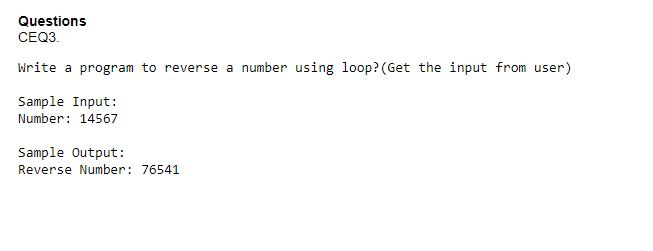 Questions
CEQ3.
Write a program to reverse a number using loop?(Get the input from user)
Sample Input:
Number: 14567
Sample Output:
Reverse Number: 76541